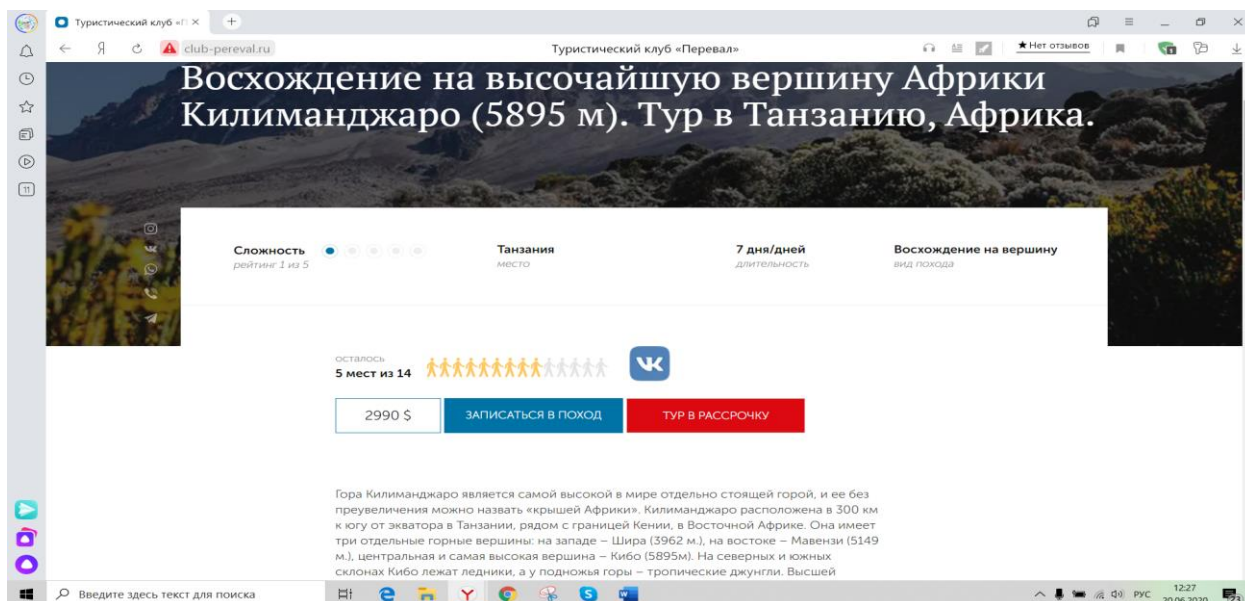 Туристический клуб «П
club-pereval.ru
Туристический клуб «Перевал»
★ Нет отзывов
Восхождение на высочайшую вершину Африки
Килиманджаро (5895 м). Тур в Танзанию, Африка.
Сложность
рейтинг 1 из 5
Танзания
место
7 дня/дней
длительность
Восхождение на вершину
вид похода
осталось
5 мест из 14
2990 $
ЗАПИСАТЬСЯ В ПОХОД
ТУР В РАССРОЧКУ
Гора Килиманджаро является самой высокой в мире отдельно стоящей горой, и ее без
преувеличения можно назвать «крышей Африки». Килиманджаро расположена в 300 км
к югу от экватора в Танзании, рядом с границей Кении, в Восточной Африке. Она имеет
три отдельные горные вершины: на западе – Шира (3962 м.), на востоке – Мавензи (5149
м.), центральная и самая высокая вершина – Кибо (5895м). На северных и южных
склонах Кибо лежат ледники, а у подножья горы – тропические джунгли. Высшей
Введите здесь текст для поиска
РУС
12:27
20.06.2020